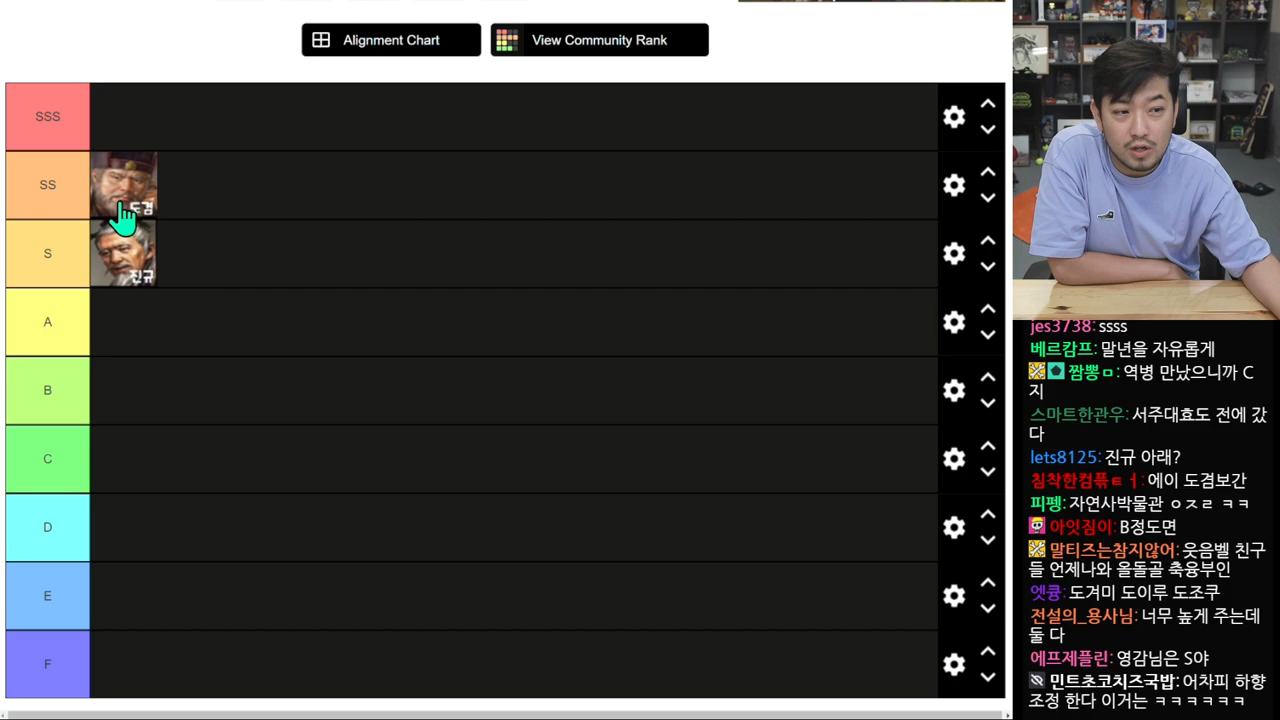 Alignment Chart
View Community Rank
SSS
SS
도겸
S
진규
A
B
C
D
E
F
jes3738: ssss
베르캄프: 말년을 자유롭게
짬뽕ㅁ: 역병 만났으니까 C
지
스마트한관우: 서주대효도 전에 갔
다
lets8125: 진규 아래?
침착한컴퓨ㅌㅓ: 에이 도겸보간
피펭: 자연사박물관 ㅇㅈㄹ ㅋㅋ
아잇짐이: B정도면
말티즈는참지않어: 웃음벨 친구
들 언제나와 올돌골 축융부인
엣큥: 도겨미 도이루 도조쿠
전설의_용사님: 너무 높게 주는데
둘 다
에프제플린: 영감님은 S야
민트초코치즈국밥: 어차피 하향
조정 한다 이거는 ㅋㅋㅋㅋㅋㅋ